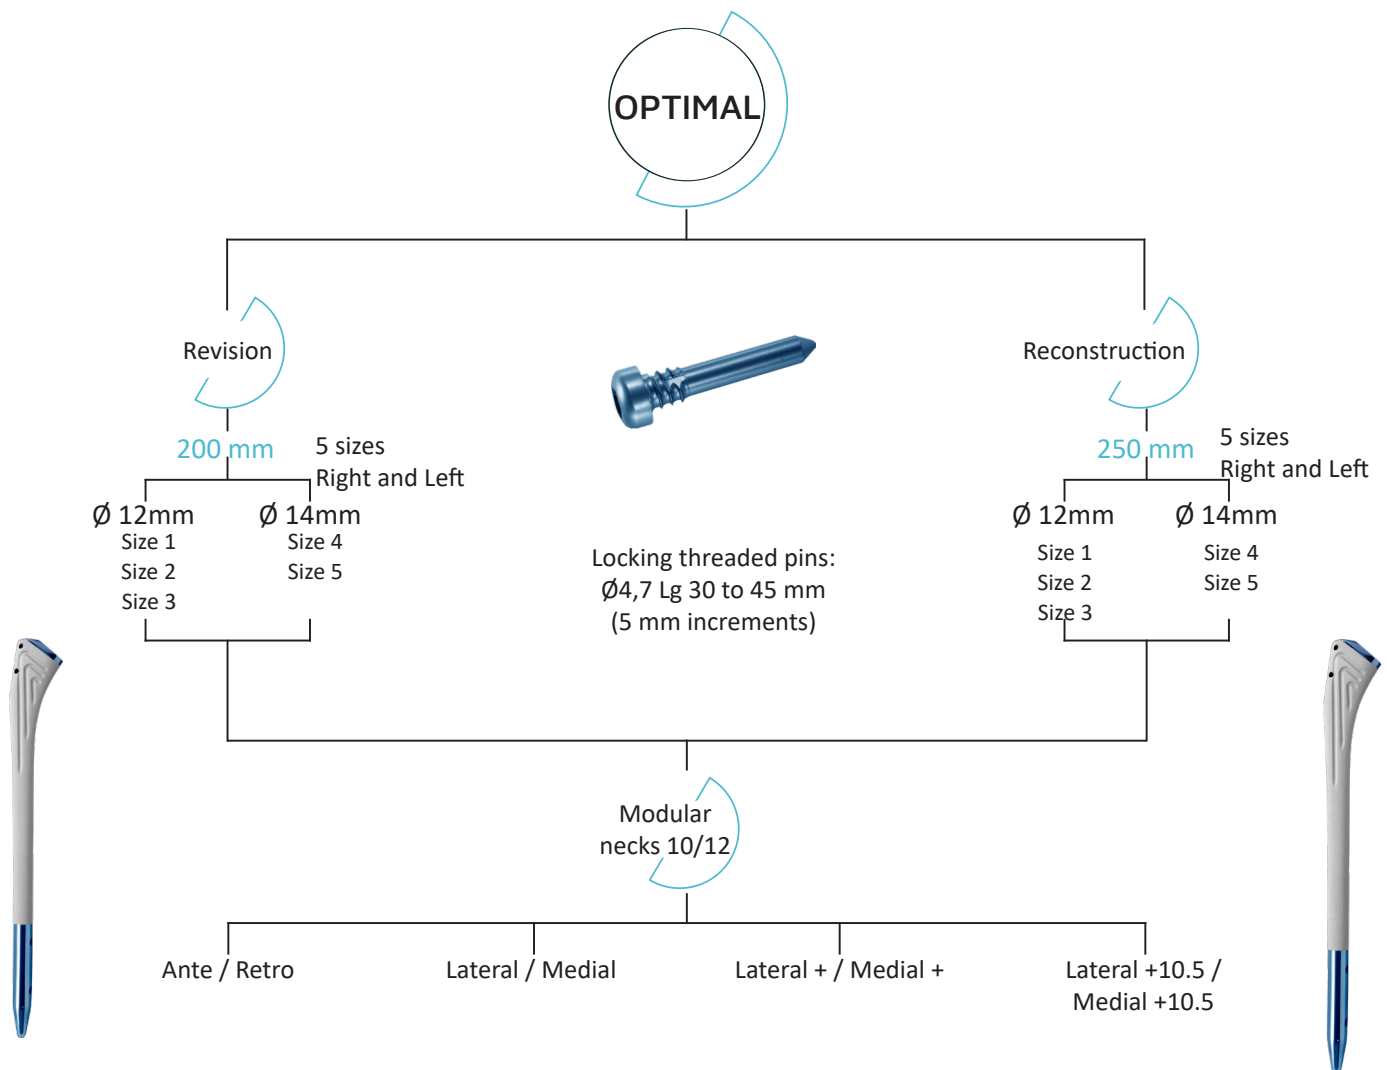 OPTIMAL
Revision
200 mm
5 sizes
Right and Left
Ø 12mm
Size 1
Size 2
Size 3
Ø 14mm
Size 4
Size 5
Locking threaded pins:
Ø4,7 Lg 30 to 45 mm
(5 mm increments)
Reconstruction
250 mm
5 sizes
Right and Left
Ø 12mm
Size 1
Size 2
Size 3
Ø 14mm
Size 4
Size 5
Modular
necks 10/12
Ante / Retro
Lateral / Medial
Lateral + / Medial +
Lateral +10.5 /
Medial +10.5